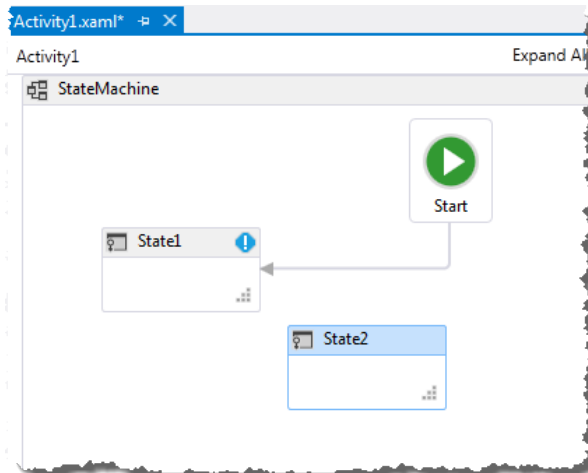 Activity1.xaml*
Activity1 Expand Al
StateMachine
Start
State1
State2